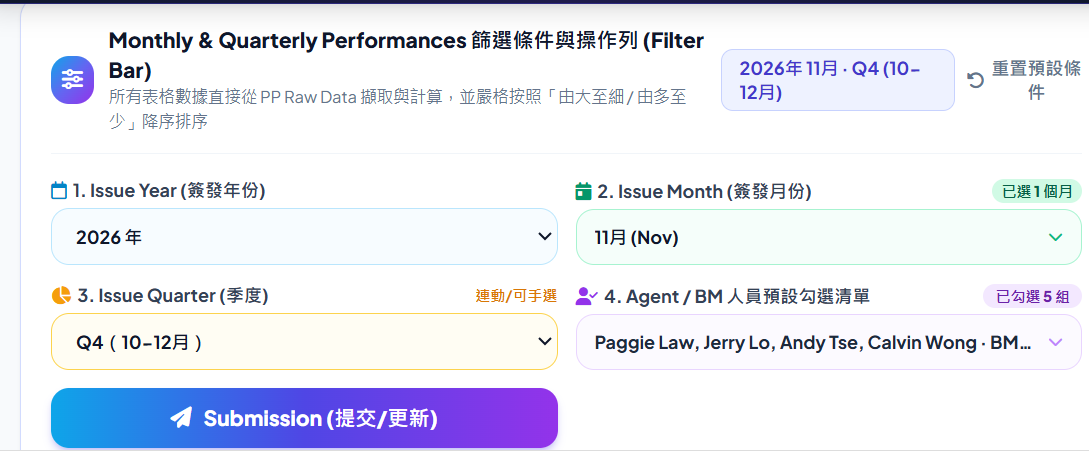 Monthly & Quarterly Performances 篩選條件與操作列 (Filter
Bar)
所有表格數據直接從 PP Raw Data 擷取與計算，並嚴格按照「由大至細 / 由多至
少」降序排序
2026年 11月 · Q4 (10-
12月)
重置預設條
件
1. Issue Year (簽發年份)
2026 年
2. Issue Month (簽發月份)
已選 1 個月
11月 (Nov)
3. Issue Quarter (季度)
連動/可手選
Q4（10-12月）
4. Agent / BM 人員預設勾選清單
已勾選 5 組
Paggie Law, Jerry Lo, Andy Tse, Calvin Wong · BM...
Submission (提交/更新)